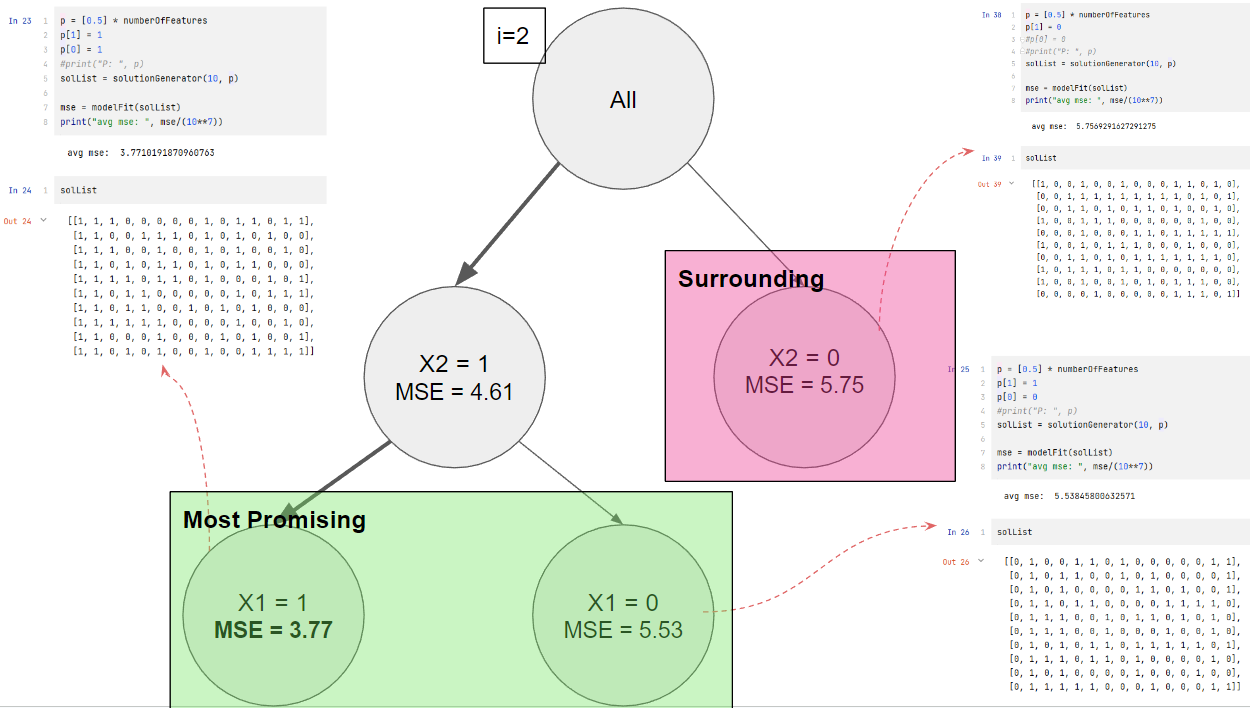 In 23 1 p = [0.5] * numberOfFeatures
2 p[1] = 1
3 p[0] = 1
4 #print("P: ", p)
5 solList = solutionGenerator(10, p)
6
7 mse = modelFit(solList)
8 print("avg mse: ", mse/(10**7))
avg mse: 3.7710191870960763
In 24 1 solList
Out 24 [[1, 1, 1, 0, 0, 0, 0, 0, 1, 0, 1, 1, 0, 1, 1],
[1, 1, 0, 0, 1, 1, 1, 0, 1, 0, 1, 0, 1, 0, 0],
[1, 1, 1, 0, 0, 1, 0, 0, 1, 0, 1, 0, 0, 1, 0],
[1, 1, 0, 1, 0, 1, 1, 0, 1, 0, 1, 1, 0, 0, 0],
[1, 1, 1, 1, 0, 1, 1, 0, 1, 0, 0, 0, 1, 0, 1],
[1, 1, 0, 1, 1, 0, 0, 0, 0, 0, 1, 0, 1, 1, 1],
[1, 1, 0, 1, 1, 0, 0, 1, 0, 1, 0, 1, 0, 0, 0],
[1, 1, 1, 1, 1, 1, 0, 0, 0, 0, 1, 0, 0, 1, 0],
[1, 1, 0, 0, 0, 1, 0, 0, 0, 1, 0, 1, 0, 0, 1],
[1, 1, 0, 1, 0, 1, 0, 0, 1, 0, 0, 1, 1, 1, 1]]
i=2
All
X2 = 1
MSE = 4.61
Surrounding
X2 = 0
MSE = 5.75
Most Promising
X1 = 1
MSE = 3.77
X1 = 0
MSE = 5.53
In 30 1 p = [0.5] * numberOfFeatures
2 p[1] = 0
3 #p[0] = 0
4 #print("P: ", p)
5 solList = solutionGenerator(10, p)
6
7 mse = modelFit(solList)
8 print("avg mse: ", mse/(10**7))
avg mse: 5.7569291627291275
In 39 1 solList
Out 39 [[1, 0, 0, 1, 0, 0, 1, 0, 0, 0, 1, 1, 0, 1, 0],
[0, 0, 1, 1, 1, 1, 1, 1, 1, 1, 0, 1, 0, 1],
[0, 0, 1, 1, 0, 1, 0, 1, 1, 0, 1, 0, 0, 1, 0],
[1, 0, 0, 1, 1, 1, 0, 0, 0, 0, 0, 0, 1, 0, 0],
[0, 0, 0, 1, 0, 0, 0, 1, 1, 0, 1, 1, 1, 1, 1],
[1, 0, 0, 1, 0, 1, 1, 1, 0, 0, 0, 1, 0, 0, 0],
[0, 0, 1, 1, 0, 1, 0, 1, 1, 1, 1, 1, 1, 1, 0],
[1, 0, 1, 1, 1, 0, 1, 1, 0, 0, 0, 0, 0, 0, 0],
[1, 0, 0, 1, 0, 0, 1, 0, 1, 0, 1, 1, 1, 0, 0],
[0, 0, 0, 0, 1, 0, 0, 0, 0, 0, 1, 1, 1, 0, 1]]
In 25 1 p = [0.5] * numberOfFeatures
2 p[1] = 1
3 p[0] = 0
4 #print("P: ", p)
5 solList = solutionGenerator(10, p)
6
7 mse = modelFit(solList)
8 print("avg mse: ", mse/(10**7))
avg mse: 5.53845800632571
In 26 1 solList
Out 26 [[0, 1, 0, 0, 1, 1, 0, 1, 0, 0, 0, 0, 0, 1, 1],
[0, 1, 0, 1, 1, 0, 0, 1, 0, 1, 0, 0, 0, 0, 1],
[0, 1, 0, 1, 0, 0, 0, 0, 1, 1, 0, 1, 0, 0, 1],
[0, 1, 1, 0, 1, 1, 0, 0, 0, 0, 1, 1, 1, 1, 0],
[0, 1, 1, 1, 0, 0, 1, 0, 1, 1, 0, 1, 0, 1, 0],
[0, 1, 1, 1, 0, 1, 0, 0, 0, 1, 0, 0, 1, 0],
[0, 1, 0, 1, 0, 1, 1, 0, 1, 1, 1, 1, 1, 0, 1],
[0, 1, 1, 1, 0, 1, 1, 0, 1, 0, 0, 0, 0, 1, 0],
[0, 1, 0, 1, 0, 0, 0, 0, 1, 0, 0, 0, 1, 0, 0],
[0, 1, 1, 1, 1, 1, 0, 0, 0, 1, 0, 0, 0, 1, 1]]